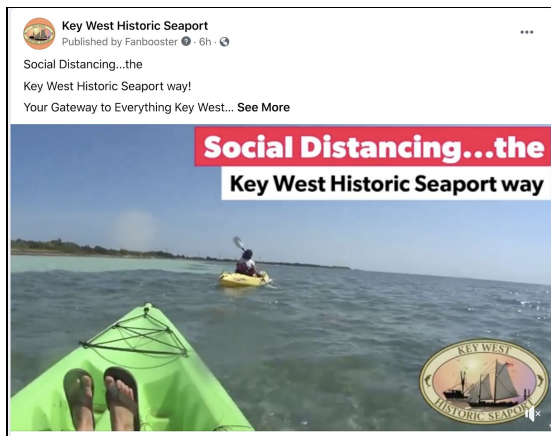 Key West Historic Seaport
Published by Fanbooster · 6h ·
Social Distancing...the
Key West Historic Seaport way!
Your Gateway to Everything Key West... See More
Social Distancing...the
Key West Historic Seaport way
KEY WEST
HISTORIC SEAPORT